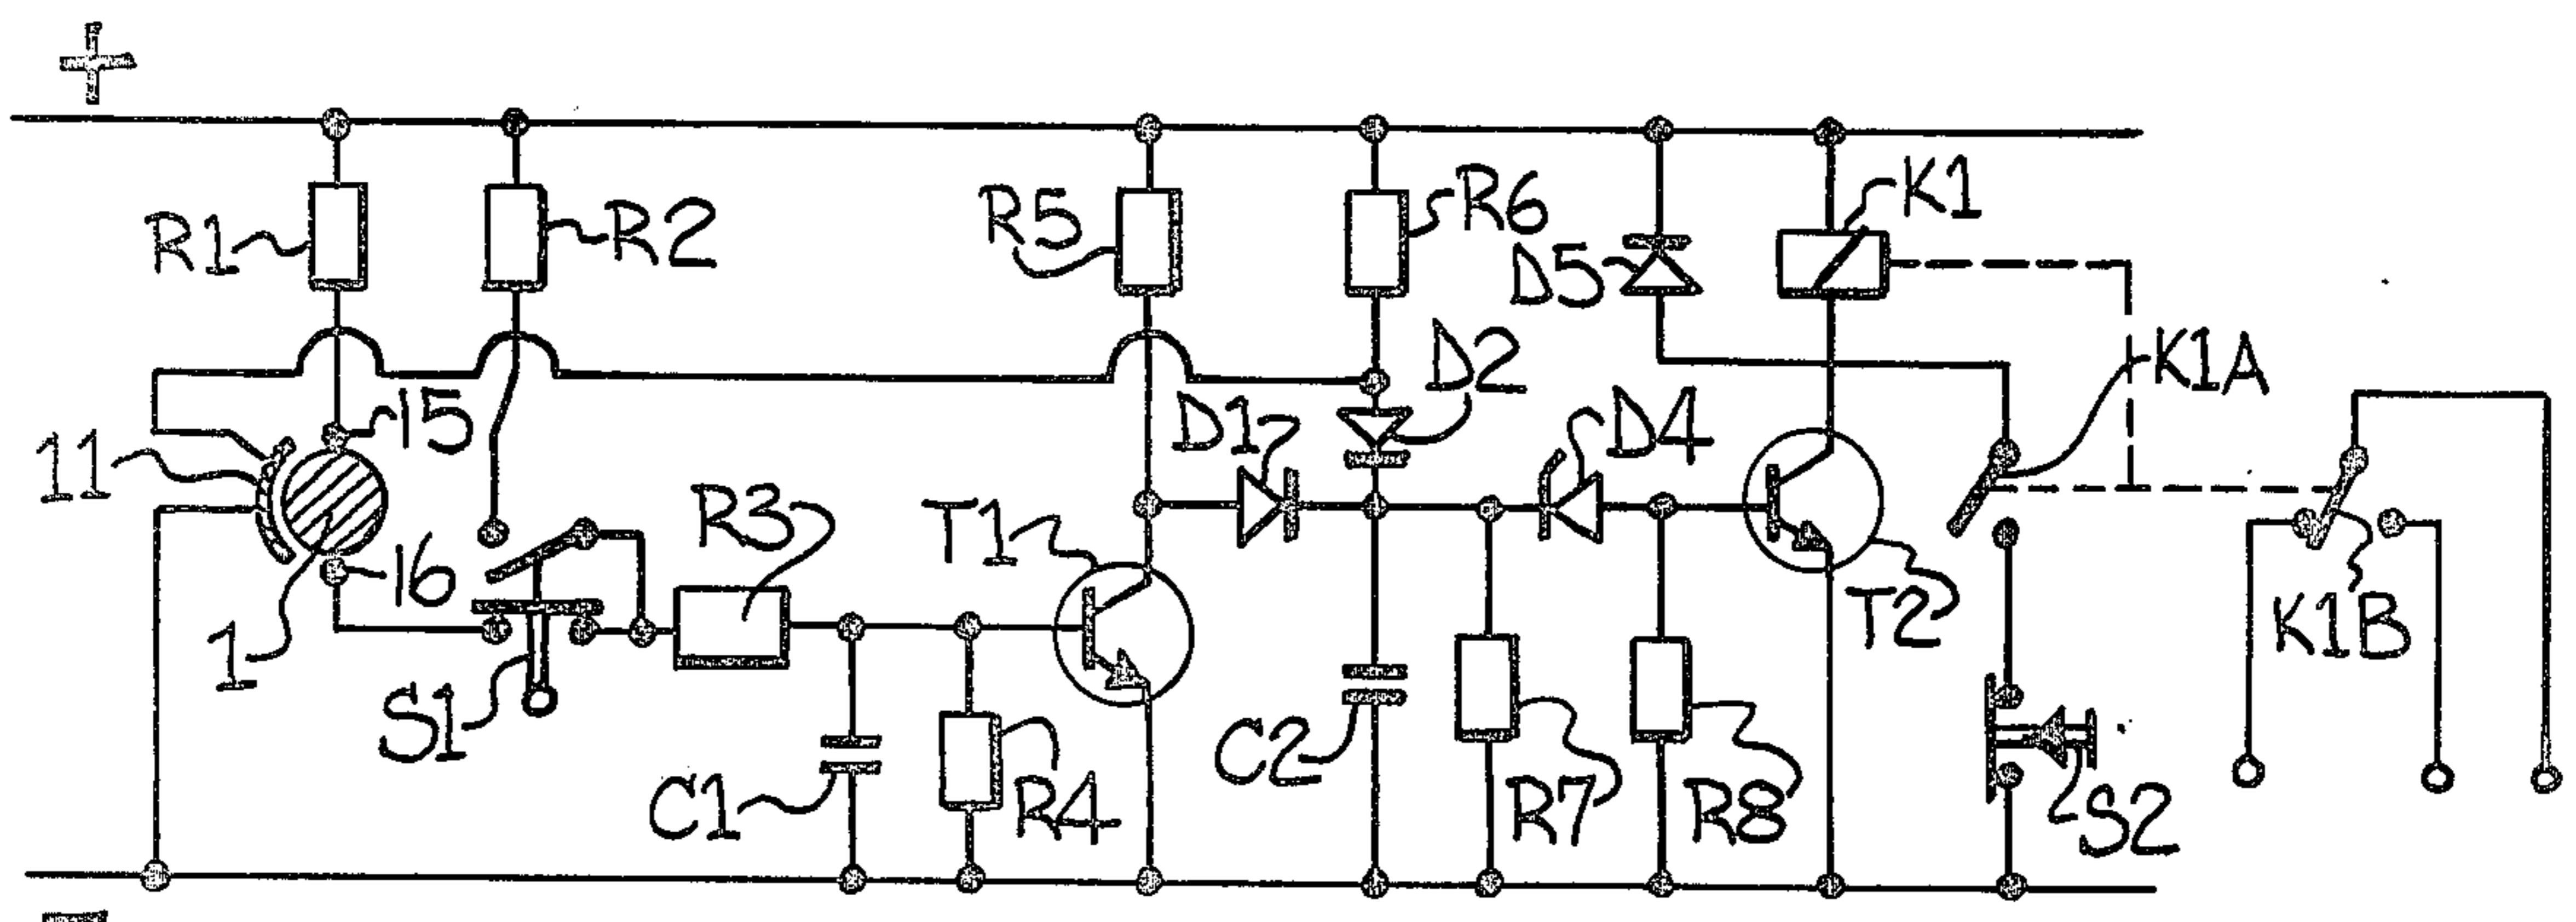 +
R1
R2
R5
R6
D5
K1
K1A
15
D2
11
D1
D4
R3
T1
16
1
T2
K1B
S1
C1
R4
C2
R7
R8
S2
−